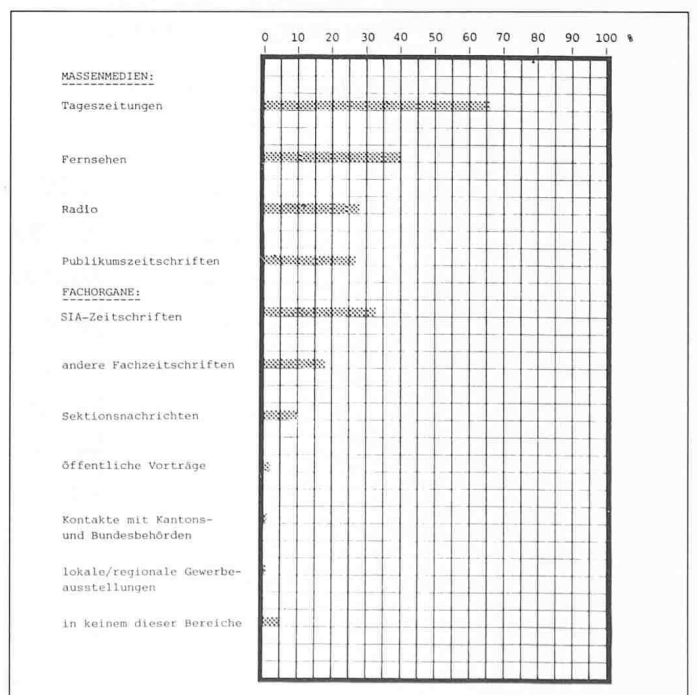 0 10 20 30 40 50 60 70 80 90 100 %
MASSENMEDIEN:
Tageszeitungen
Fernsehen
Radio
Publikumszeitschriften
FACHORGANE:
SIA-Zeitschriften
andere Fachzeitschriften
Sektionsnachrichten
öffentliche Vorträge
Kontakte mit Kantons-
und Bundesbehörden
lokale/regionale Gewerbe-
ausstellungen
in keinem dieser Bereiche